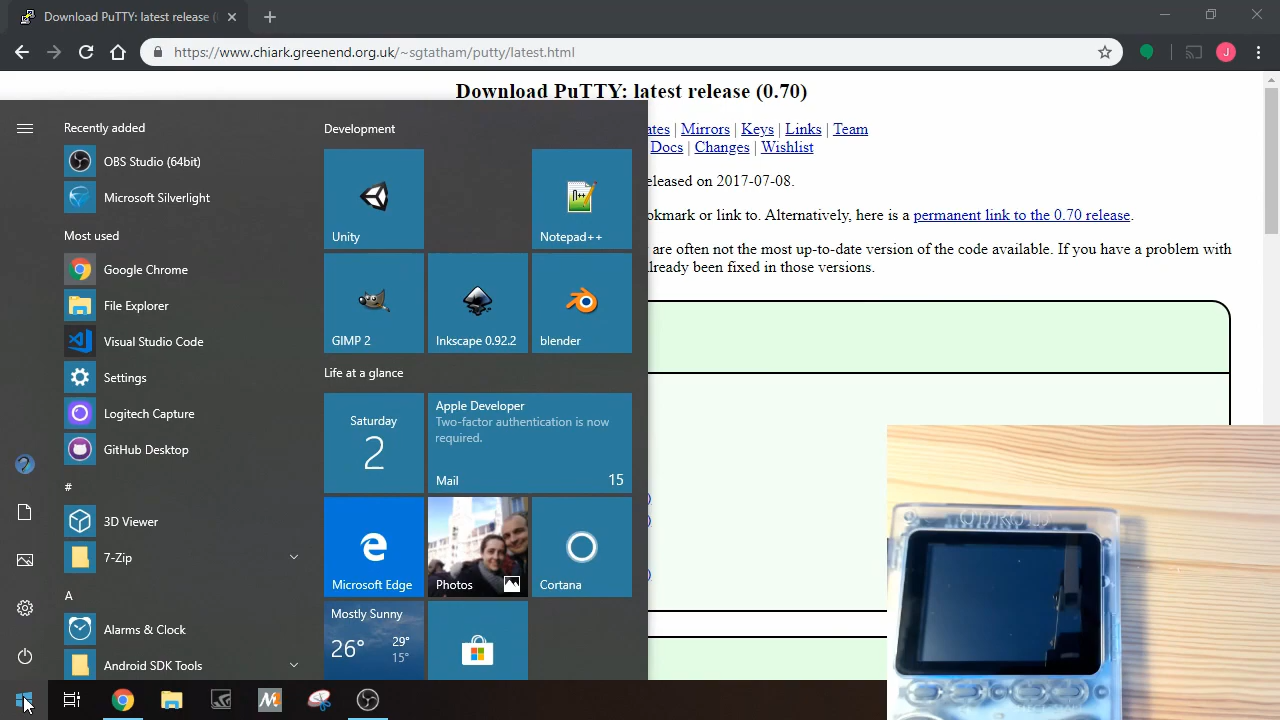 Download PuTTY: latest release (
https://www.chiark.greenend.org.uk/~sgtatham/putty/latest.html
J
Download PuTTY: latest release (0.70)
ates | Mirrors | Keys | Links | Team
Docs | Changes | Wishlist
eleased on 2017-07-08.
okmark or link to. Alternatively, here is a permanent link to the 0.70 release.
are often not the most up-to-date version of the code available. If you have a problem with
lready been fixed in those versions.
Recently added
OBS Studio (64bit)
Microsoft Silverlight
Most used
Google Chrome
File Explorer
Visual Studio Code
Settings
Logitech Capture
GitHub Desktop
#
3D Viewer
7-Zip
A
Alarms & Clock
Android SDK Tools
Development
Unity
Notepad++
GIMP 2
Inkscape 0.92.2
blender
Life at a glance
Saturday
2
Apple Developer
Two-factor authentication is now
required.
Mail 15
Microsoft Edge
Photos
Cortana
Mostly Sunny
26° 29°
15°
ODROID